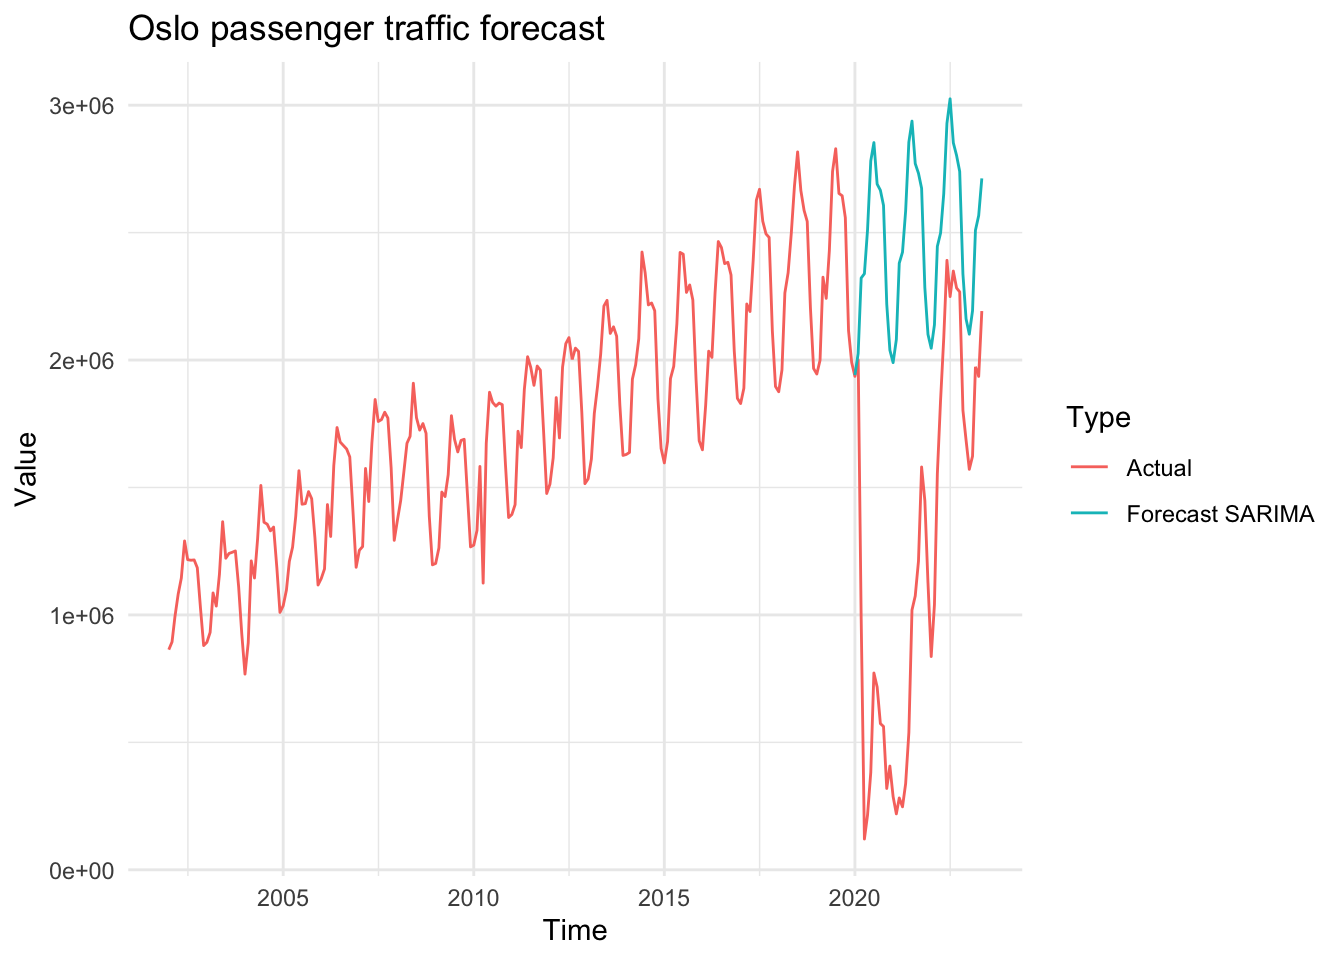 Oslo passenger traffic forecast
3e+06
2e+06
1e+06
0e+00
Value
2005
2010
2015
2020
Time
Type
Actual
Forecast SARIMA